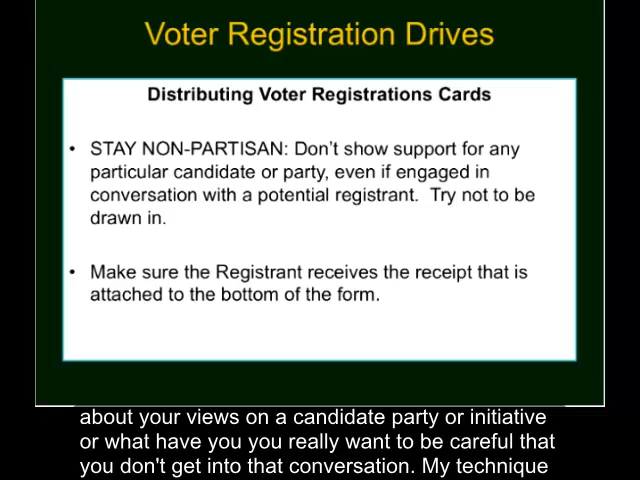 Voter Registration Drives
Distributing Voter Registrations Cards
• STAY NON-PARTISAN: Don't show support for any
particular candidate or party, even if engaged in
conversation with a potential registrant.  Try not to be
drawn in.
• Make sure the Registrant receives the receipt that is
attached to the bottom of the form.
about your views on a candidate party or initiative
or what have you you really want to be careful that
you don't get into that conversation. My technique